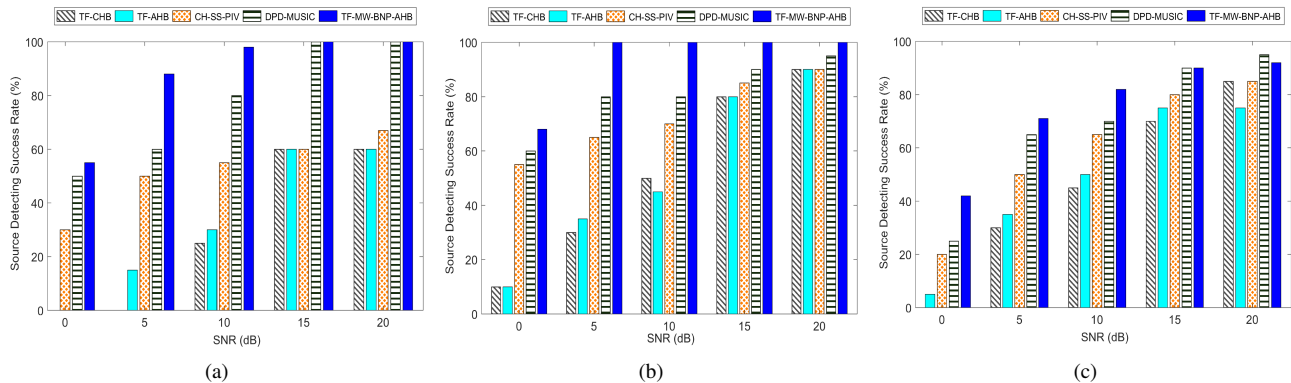 TF-CHB TF-AHB CH-SS-PIV DPD-MUSIC TF-MW-BNP-AHB
Source Detecting Success Rate (%)
100
80
60
40
20
0
0 5 10 15 20
SNR (dB)
(a)
TF-CHB TF-AHB CH-SS-PIV DPD-MUSIC TF-MW-BNP-AHB
Source Detecting Success Rate (%)
100
80
60
40
20
0
0 5 10 15 20
SNR (dB)
(b)
TF-CHB TF-AHB CH-SS-PIV DPD-MUSIC TF-MW-BNP-AHB
Source Detecting Success Rate (%)
100
80
60
40
20
0
0 5 10 15 20
SNR (dB)
(c)